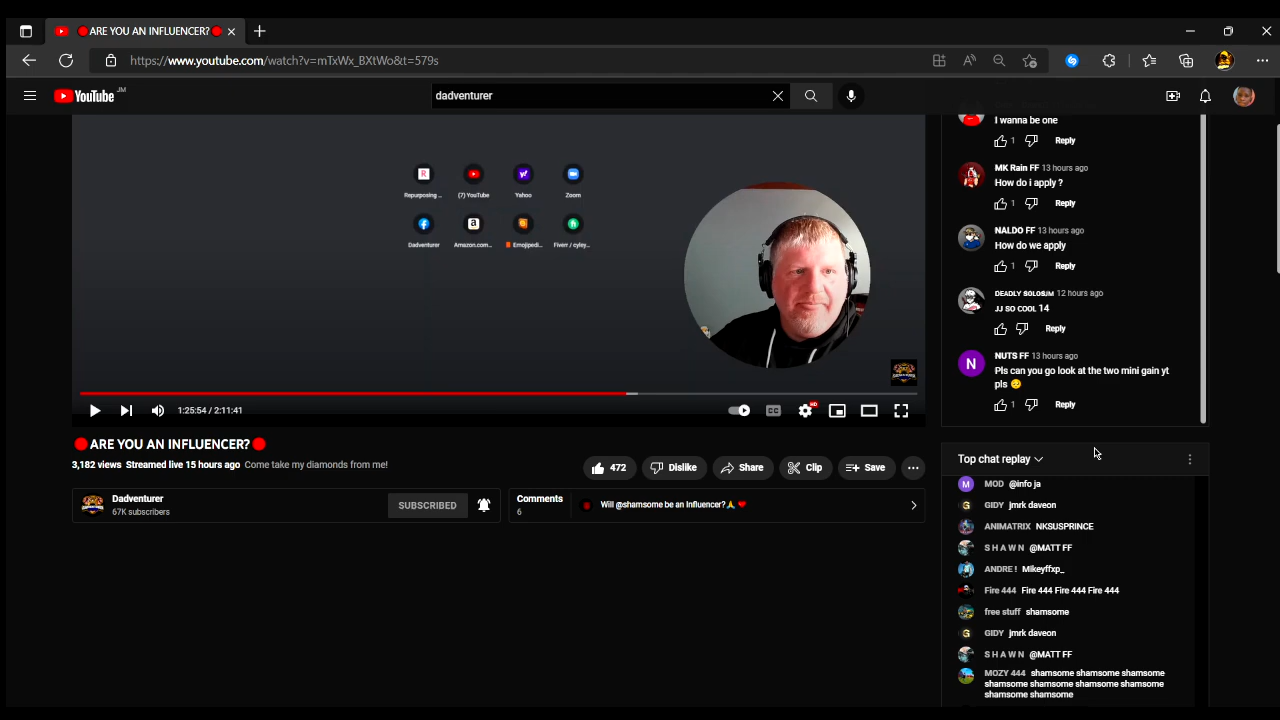 🔴ARE YOU AN INFLUENCER?🔴
https://www.youtube.com/watch?v=mTxWx_BXtWo&t=579s
YouTube JM
dadventurer
Repurposing ...
(7) YouTube
Yahoo
Zoom
Dadventurer
Amazon.com...
Emojipedi...
Fiverr / cyley...
1:25:54 / 2:11:41
CC
HD
🔴ARE YOU AN INFLUENCER?🔴
3,182 views Streamed live 15 hours ago Come take my diamonds from me!
472
Dislike
Share
Clip
Save
Dadventurer
67K subscribers
SUBSCRIBED
Comments
6
Will @shamsome be an Influencer?🙏 ❤️
I wanna be one
1 Reply
MK Rain FF 13 hours ago
How do i apply ?
1 Reply
NALDO FF 13 hours ago
How do we apply
1 Reply
DEADLY SOLOSJM 12 hours ago
JJ SO COOL 14
Reply
N
NUTS FF 13 hours ago
Pls can you go look at the two mini gain yt
pls 😔
1 Reply
Top chat replay
M MOD @info ja
G GIDY jmrk daveon
ANIMATRIX NKSUSPRINCE
S H A W N @MATT FF
ANDRE ! Mikeyffxp_
Fire 444 Fire 444 Fire 444 Fire 444
free stuff shamsome
G GIDY jmrk daveon
S H A W N @MATT FF
MOZY 444 shamsome shamsome shamsome
shamsome shamsome shamsome shamsome
shamsome shamsome